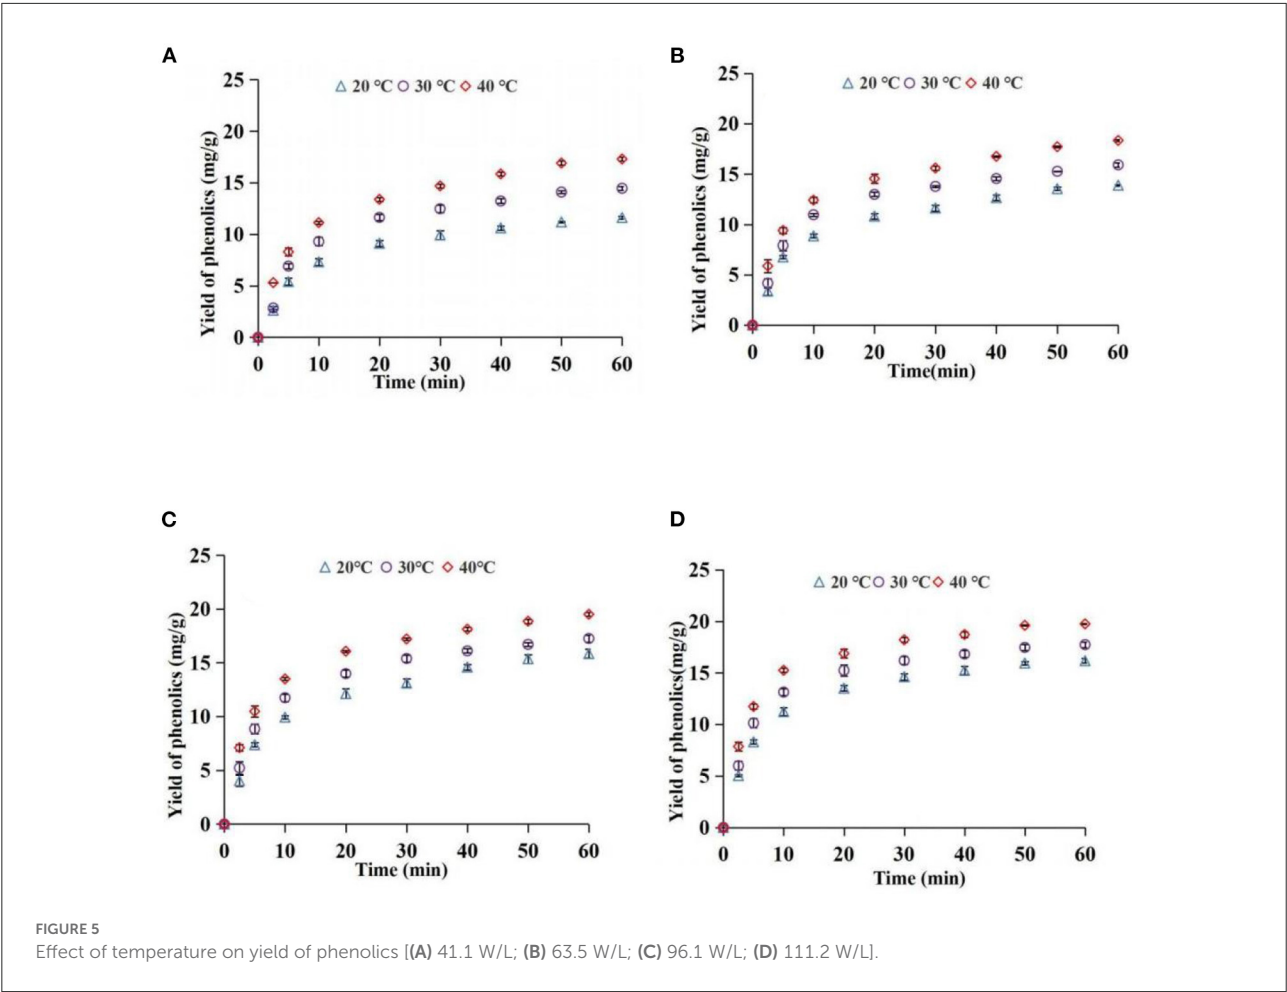 A
25
20
15
10
5
0
Yield of phenolics (mg/g)
20 °C 30 °C 40 °C
0 10 20 30 40 50 60
Time (min)
B
25
20
15
10
5
0
Yield of phenolics (mg/g)
20 °C 30 °C 40 °C
0 10 20 30 40 50 60
Time(min)
C
25
20
15
10
5
0
Yield of phenolics (mg/g)
20°C 30°C 40°C
0 10 20 30 40 50 60
Time (min)
D
25
20
15
10
5
0
Yield of phenolics(mg/g)
20 °C 30 °C 40 °C
0 10 20 30 40 50 60
Time (min)
FIGURE 5
Effect of temperature on yield of phenolics [(A) 41.1 W/L; (B) 63.5 W/L; (C) 96.1 W/L; (D) 111.2 W/L].